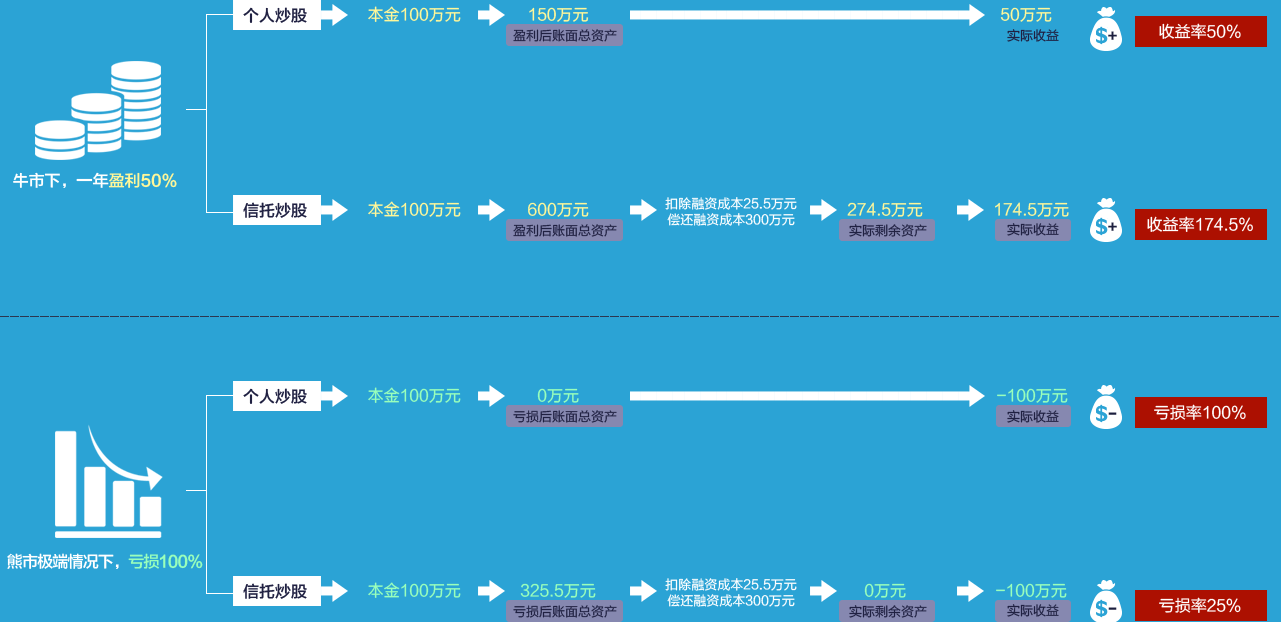 个人炒股
本金100万元
150万元
盈利后账面总资产
50万元
实际收益
$+
收益率50%
牛市下，一年盈利50%
信托炒股
本金100万元
600万元
盈利后账面总资产
扣除融资成本25.5万元
偿还融资成本300万元
274.5万元
实际剩余资产
174.5万元
实际收益
$+
收益率174.5%
个人炒股
本金100万元
0万元
亏损后账面总资产
-100万元
实际收益
$-
亏损率100%
熊市极端情况下，亏损100%
信托炒股
本金100万元
325.5万元
亏损后账面总资产
扣除融资成本25.5万元
偿还融资成本300万元
0万元
实际剩余资产
-100万元
实际收益
$-
亏损率25%